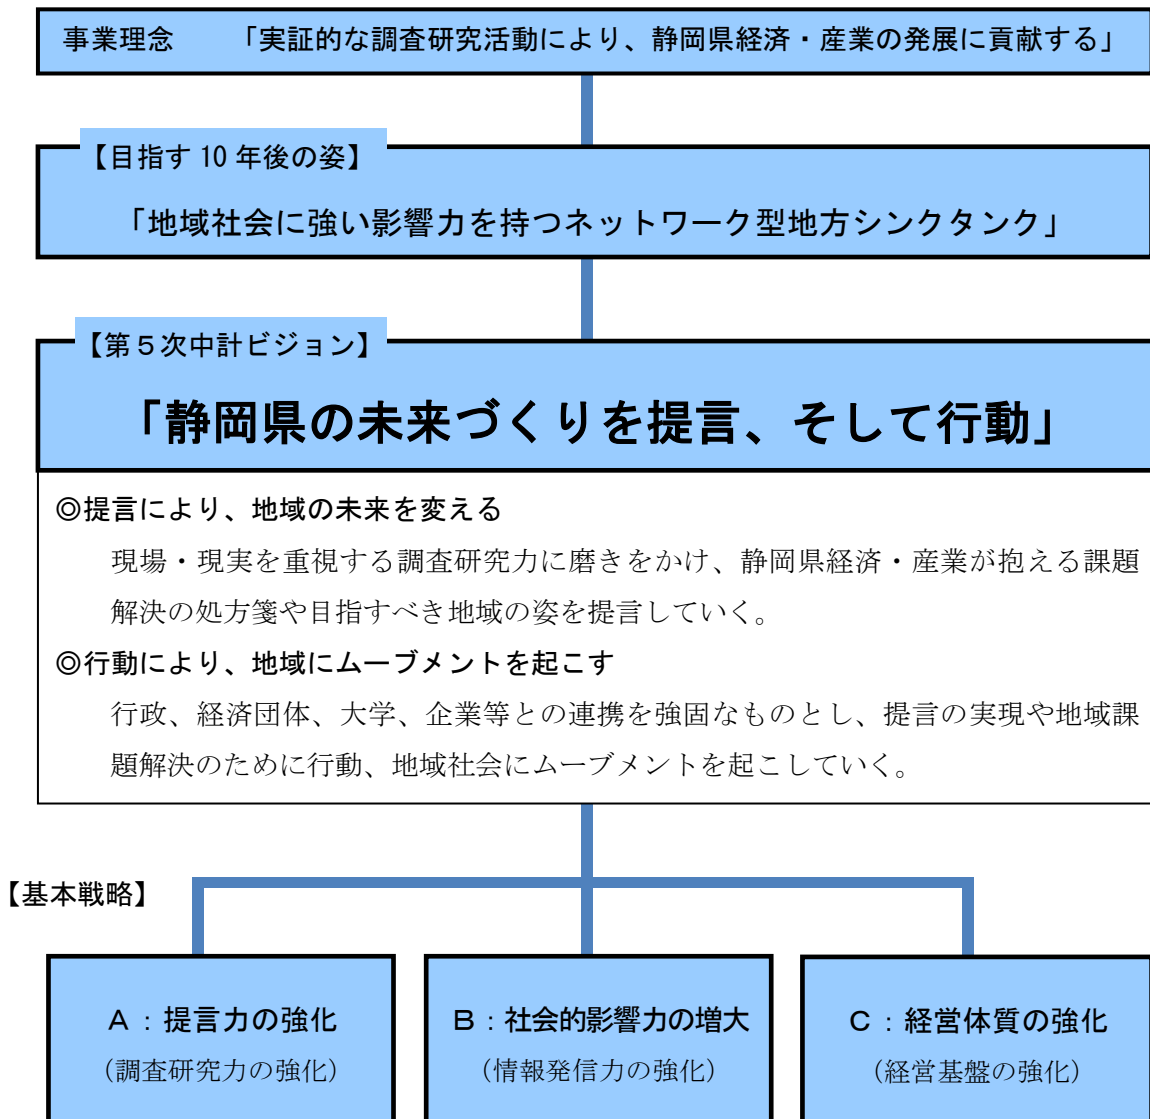 事業理念　「実証的な調査研究活動により、静岡県経済・産業の発展に貢献する」
【目指す 10 年後の姿】
「地域社会に強い影響力を持つネットワーク型地方シンクタンク」
【第５次中計ビジョン】
「静岡県の未来づくりを提言、そして行動」
◎提言により、地域の未来を変える
現場・現実を重視する調査研究力に磨きをかけ、静岡県経済・産業が抱える課題
解決の処方箋や目指すべき地域の姿を提言していく。
◎行動により、地域にムーブメントを起こす
行政、経済団体、大学、企業等との連携を強固なものとし、提言の実現や地域課
題解決のために行動、地域社会にムーブメントを起こしていく。
【基本戦略】
Ａ：提言力の強化
（調査研究力の強化）
Ｂ：社会的影響力の増大
（情報発信力の強化）
Ｃ：経営体質の強化
（経営基盤の強化）